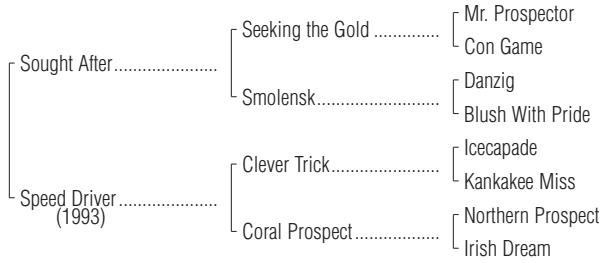 Mr. Prospector
Seeking the Gold ..............
Con Game
Sought After......................
Danzig
Smolensk..........................
Blush With Pride
Icecapade
Clever Trick.......................
Kankakee Miss
Speed Driver.....................
(1993)
Northern Prospect
Coral Prospect..................
Irish Dream